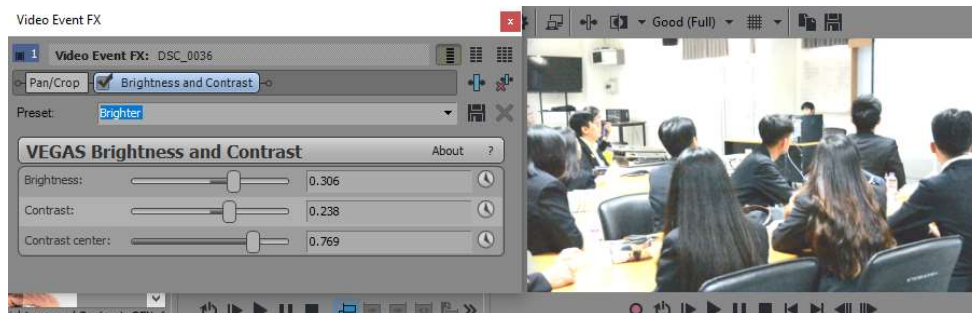 Video Event FX
x
1 Video Event FX: DSC_0036
Pan/Crop Brightness and Contrast
Preset: Brighter
VEGAS Brightness and Contrast About ?
Brightness: 0.306
Contrast: 0.238
Contrast center: 0.769
Good (Full)